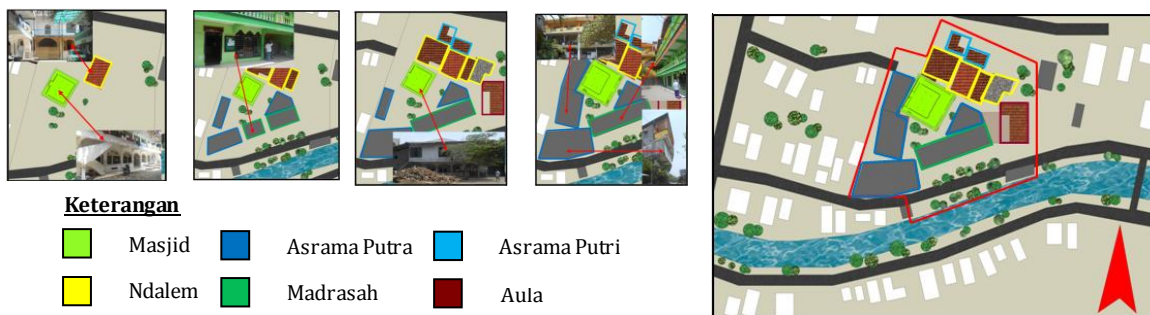 Keterangan
Masjid
Asrama Putra
Asrama Putri
Ndalem
Madrasah
Aula